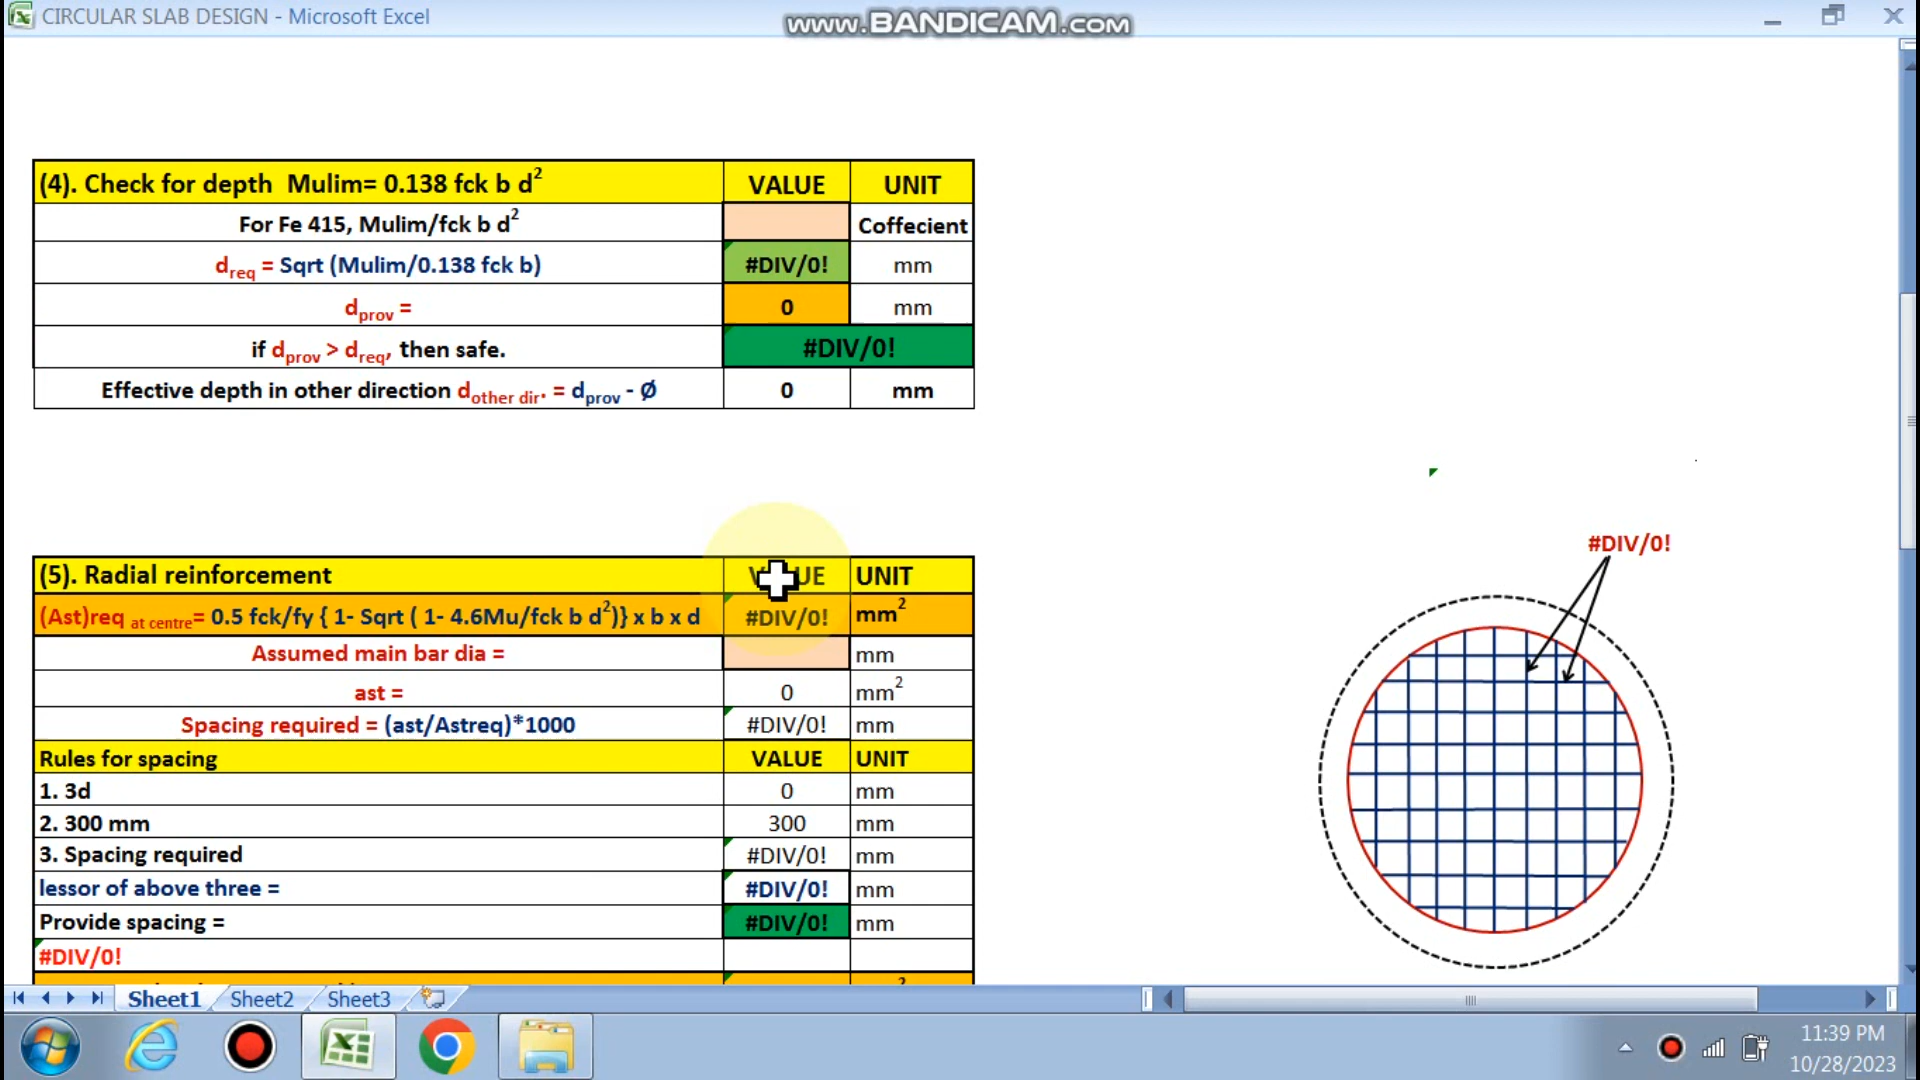 CIRCULAR SLAB DESIGN - Microsoft Excel
www.BANDICAM.com
(4). Check for depth Mulim= 0.138 fck b d² VALUE UNIT
For Fe 415, Mulim/fck b d² Coffecient
dreq = Sqrt (Mulim/0.138 fck b) #DIV/0! mm
dprov = 0 mm
if dprov > dreq, then safe. #DIV/0!
Effective depth in other direction dother dir. = dprov - Ø 0 mm
#DIV/0!
(5). Radial reinforcement UNIT
(Ast)req at centre= 0.5 fck/fy { 1- Sqrt ( 1- 4.6Mu/fck b d²)} x b x d #DIV/0! mm²
Assumed main bar dia = mm
ast = 0 mm²
Spacing required = (ast/Astreq)*1000 #DIV/0! mm
Rules for spacing VALUE UNIT
1. 3d 0 mm
2. 300 mm 300 mm
3. Spacing required #DIV/0! mm
lessor of above three = #DIV/0! mm
Provide spacing = #DIV/0! mm
#DIV/0!
Sheet1 Sheet2 Sheet3
11:39 PM
10/28/2023